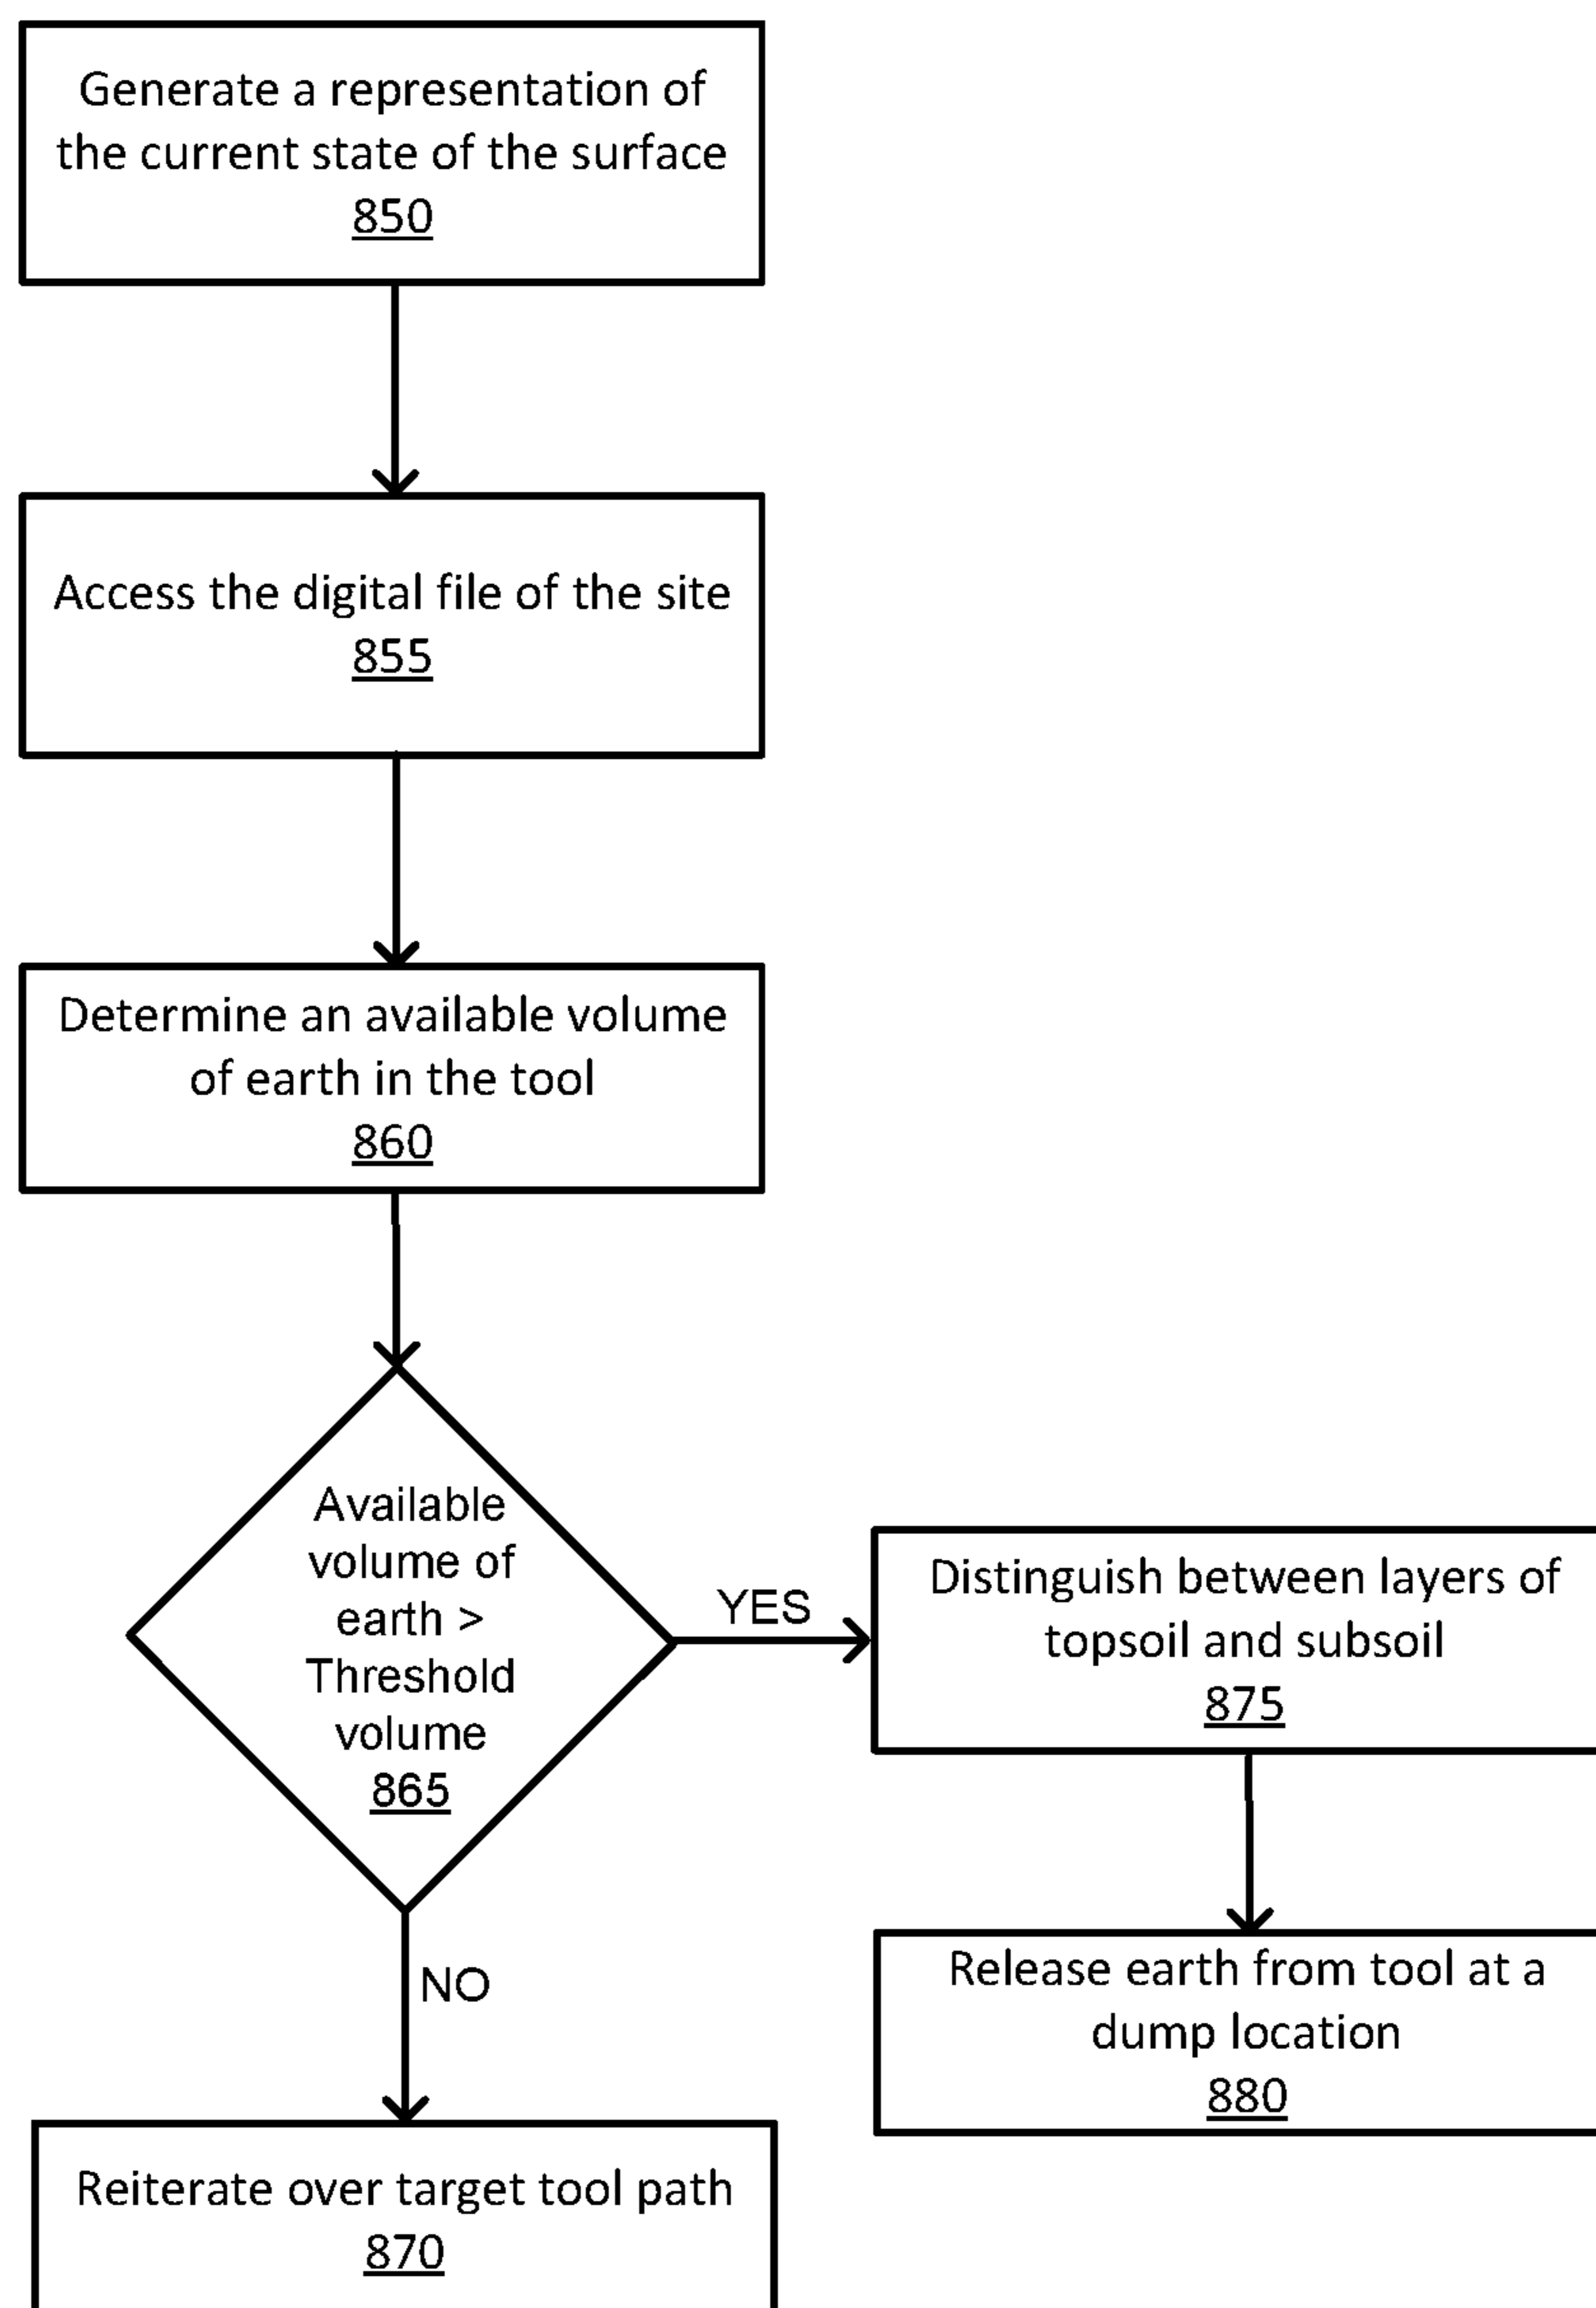 Generate a representation of
the current state of the surface
850
Access the digital file of the site
855
Determine an available volume
of earth in the tool
860
Available
volume of
earth >
Threshold
volume
865
YES
Distinguish between layers of
topsoil and subsoil
875
Release earth from tool at a
dump location
880
NO
Reiterate over target tool path
870